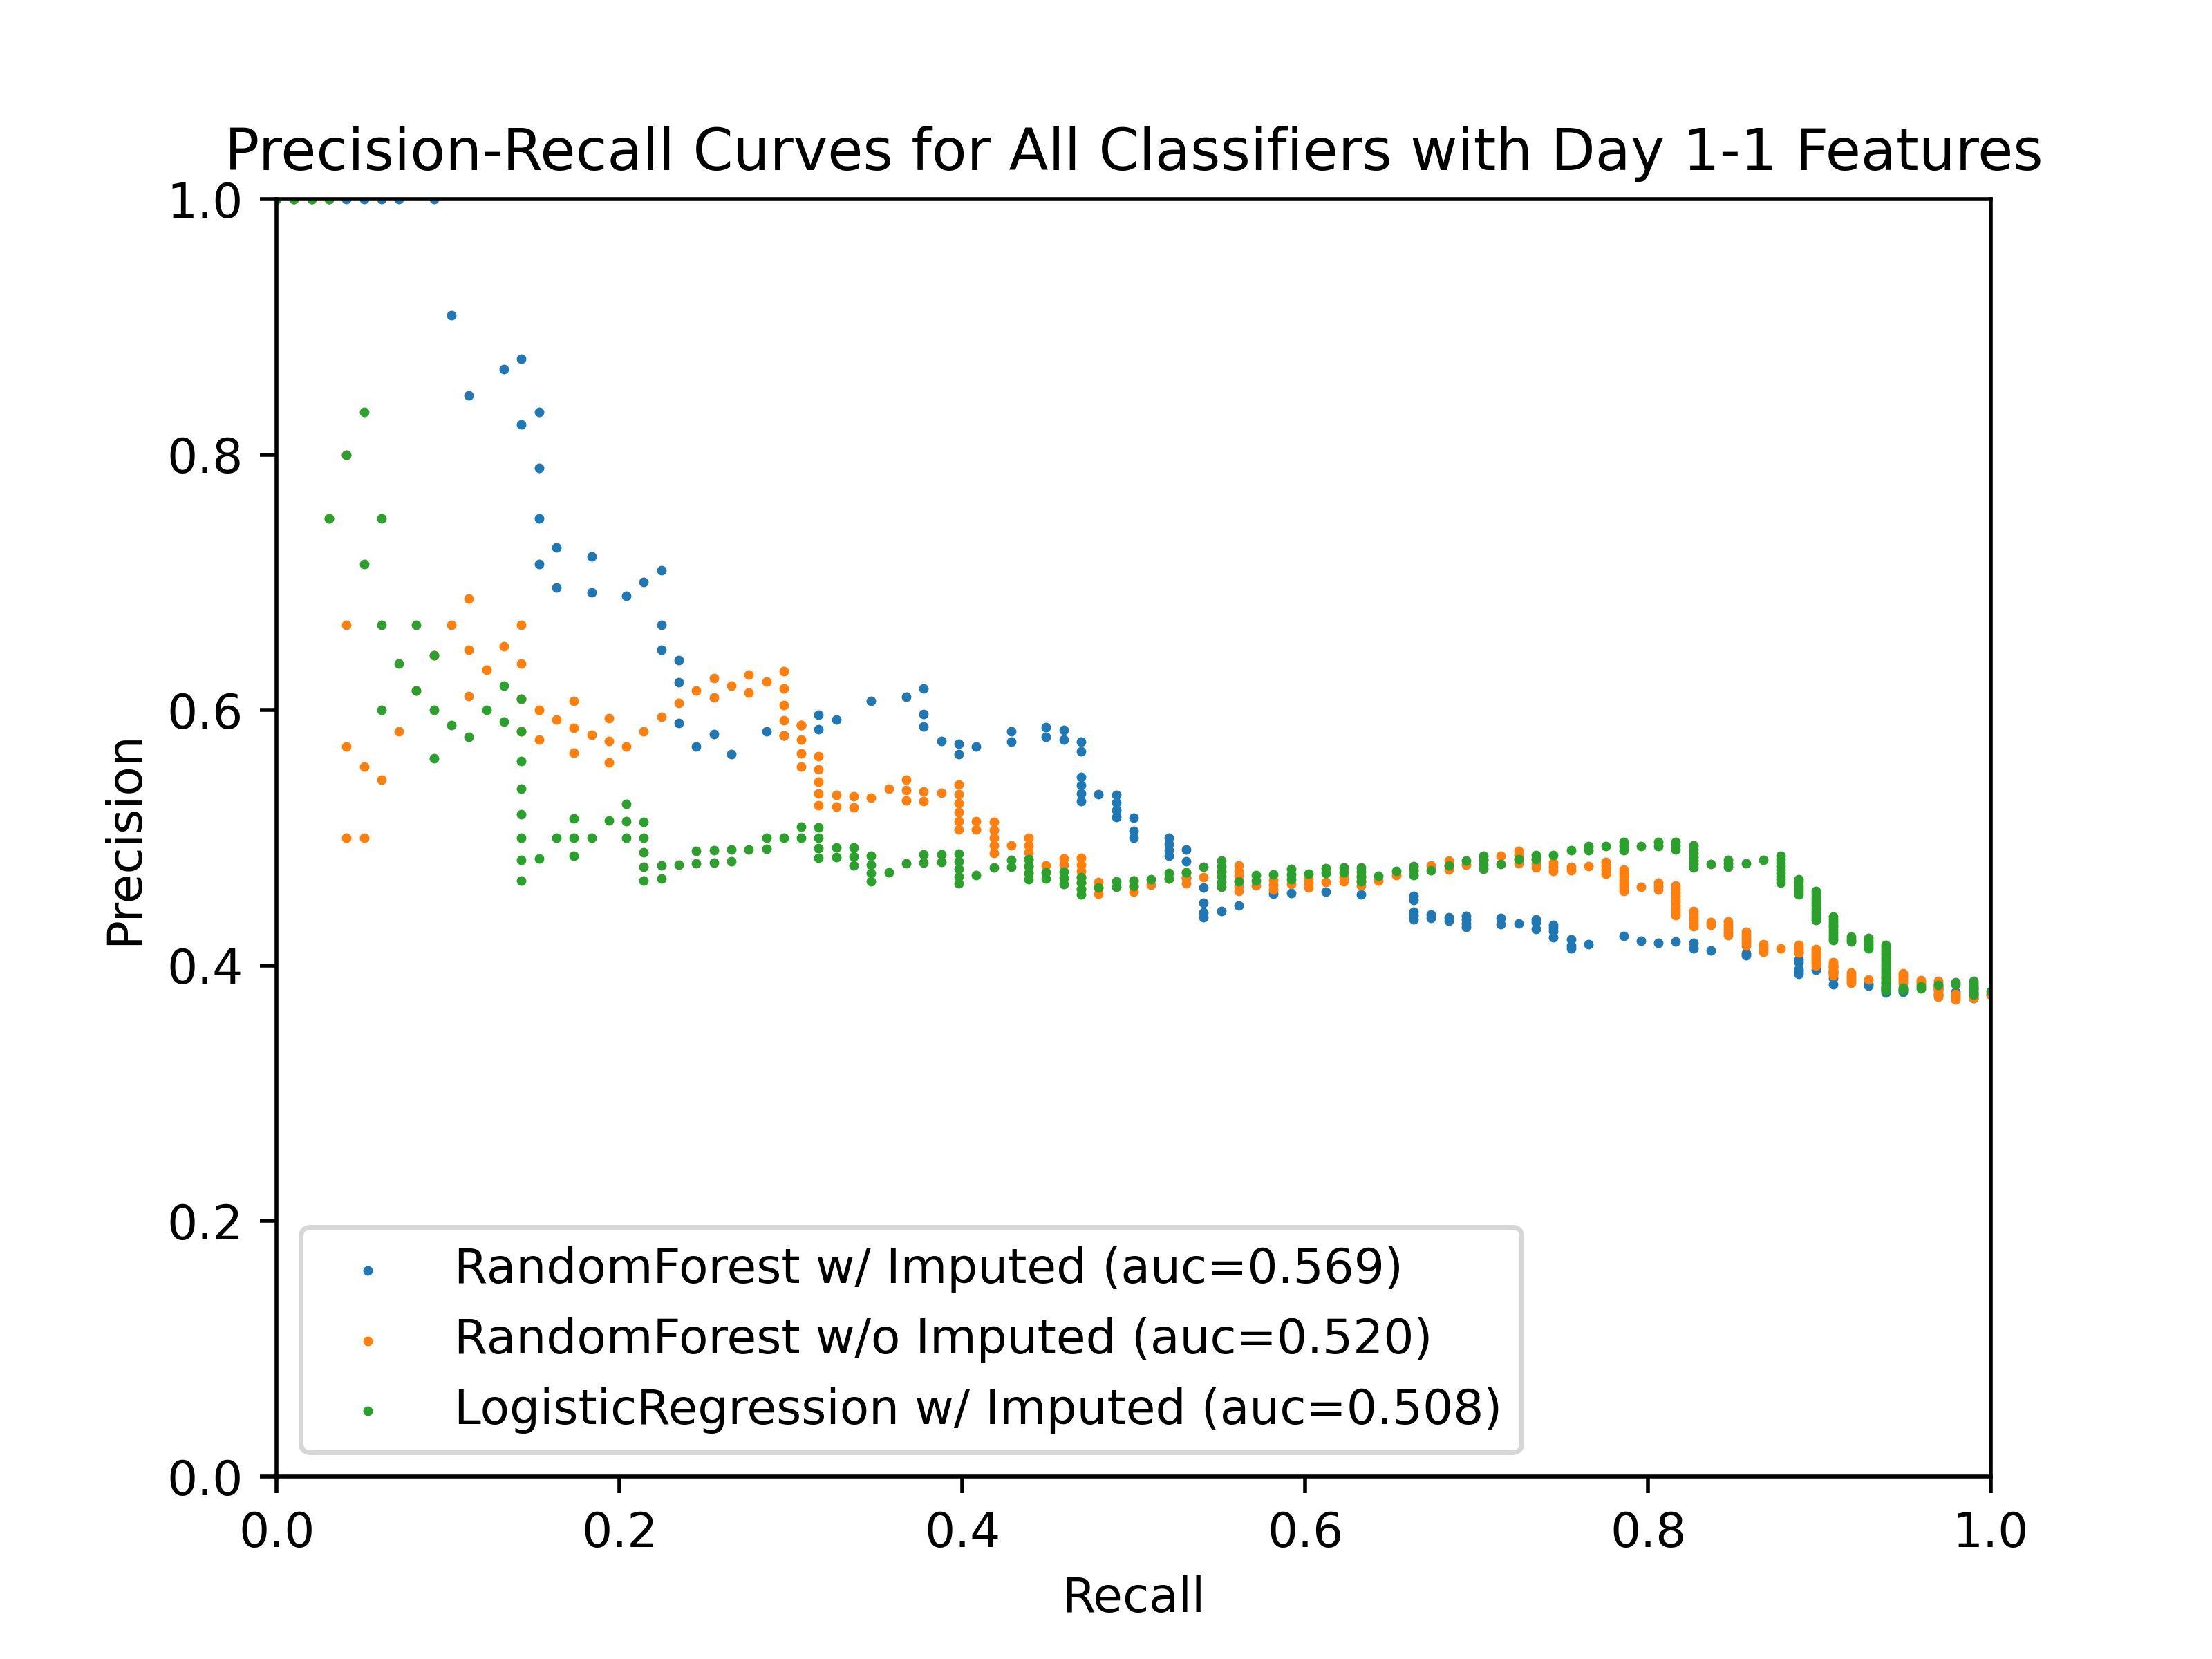 Precision-Recall Curves for All Classifiers with Day 1-1 Features
1.0
0.8
0.6
0.4
0.2
0.0
Precision
RandomForest w/ Imputed (auc=0.569)
RandomForest w/o Imputed (auc=0.520)
LogisticRegression w/ Imputed (auc=0.508)
0.0 0.2 0.4 0.6 0.8 1.0
Recall